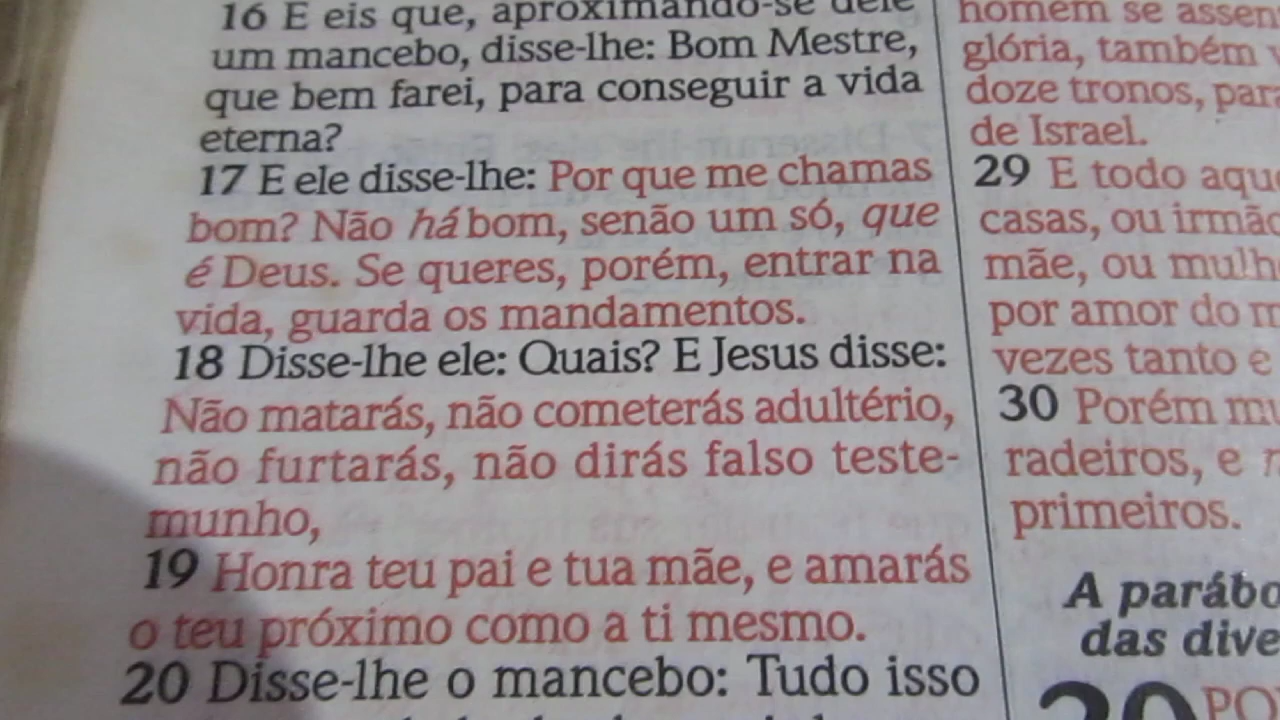 16 E eis que, aproximando-se dele
um mancebo, disse-lhe: Bom Mestre,
que bem farei, para conseguir a vida
eterna?
17 E ele disse-lhe: Por que me chamas
bom? Não há bom, senão um só, que
é Deus. Se queres, porém, entrar na
vida, guarda os mandamentos.
18 Disse-lhe ele: Quais? E Jesus disse:
Não matarás, não cometerás adultério,
não furtarás, não dirás falso teste-
munho,
19 Honra teu pai e tua mãe, e amarás
o teu próximo como a ti mesmo.
20 Disse-lhe o mancebo: Tudo isso
homem se assen
glória, também
doze tronos, para
de Israel.
29 E todo aque
casas, ou irmão
mãe, ou mulh
por amor do
vezes tanto e
30 Porém mu
radeiros, e
primeiros.
A parábo
das dive
20 PO